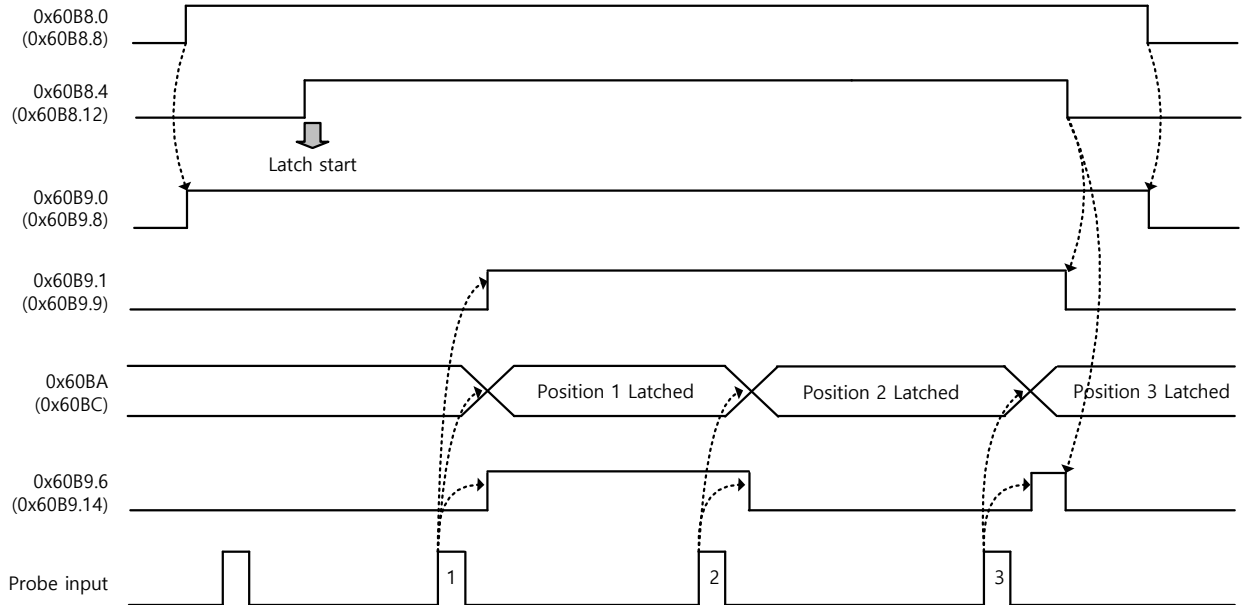 0x60B8.0
(0x60B8.8)
0x60B8.4
(0x60B8.12)
Latch start
0x60B9.0
(0x60B9.8)
0x60B9.1
(0x60B9.9)
0x60BA
(0x60BC)
Position 1 Latched
Position 2 Latched
Position 3 Latched
0x60B9.6
(0x60B9.14)
Probe input
1
2
3